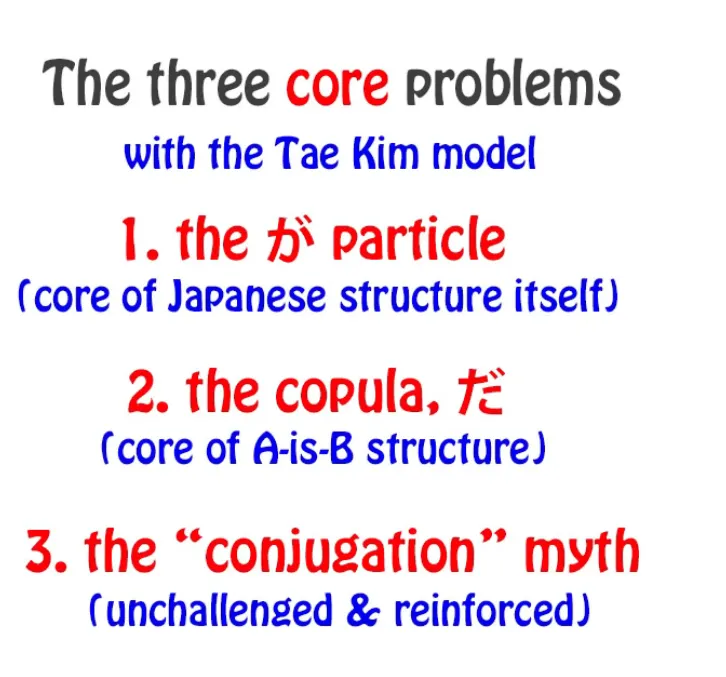 The three core problems
with the Tae Kim model
1. the が particle
(core of Japanese structure itself)
2. the copula, だ
(core of A-is-B structure)
3. the “conjugation” myth
(unchallenged & reinforced)